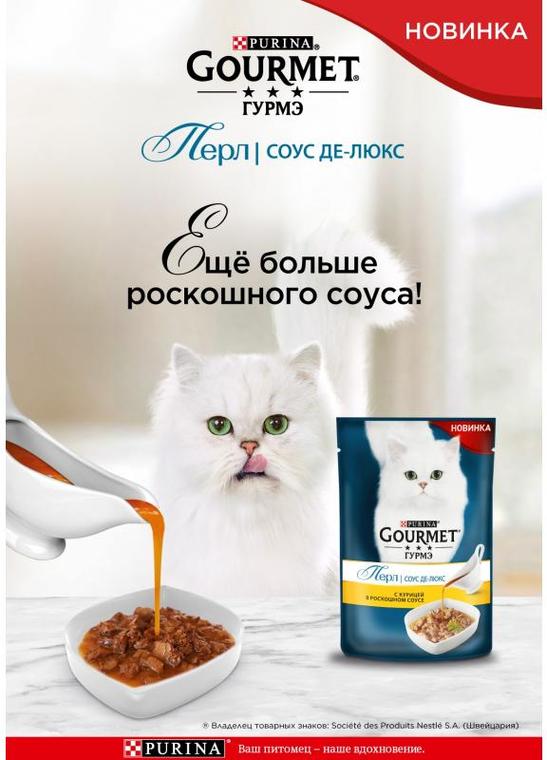 НОВИНКА
PURINA®
GOURMET®
ГУРМЭ
Перл | СОУС ДЕ-ЛЮКС
Ещё больше
роскошного соуса!
НОВИНКА
PURINA
GOURMET
ГУРМЭ
Перл | СОУС ДЕ-ЛЮКС
С КУРИЦЕЙ
В РОСКОШНОМ СОУСЕ
® Владелец товарных знаков: Société des Produits Nestlé S.A. (Швейцария)
PURINA Ваш питомец – наше вдохновение.